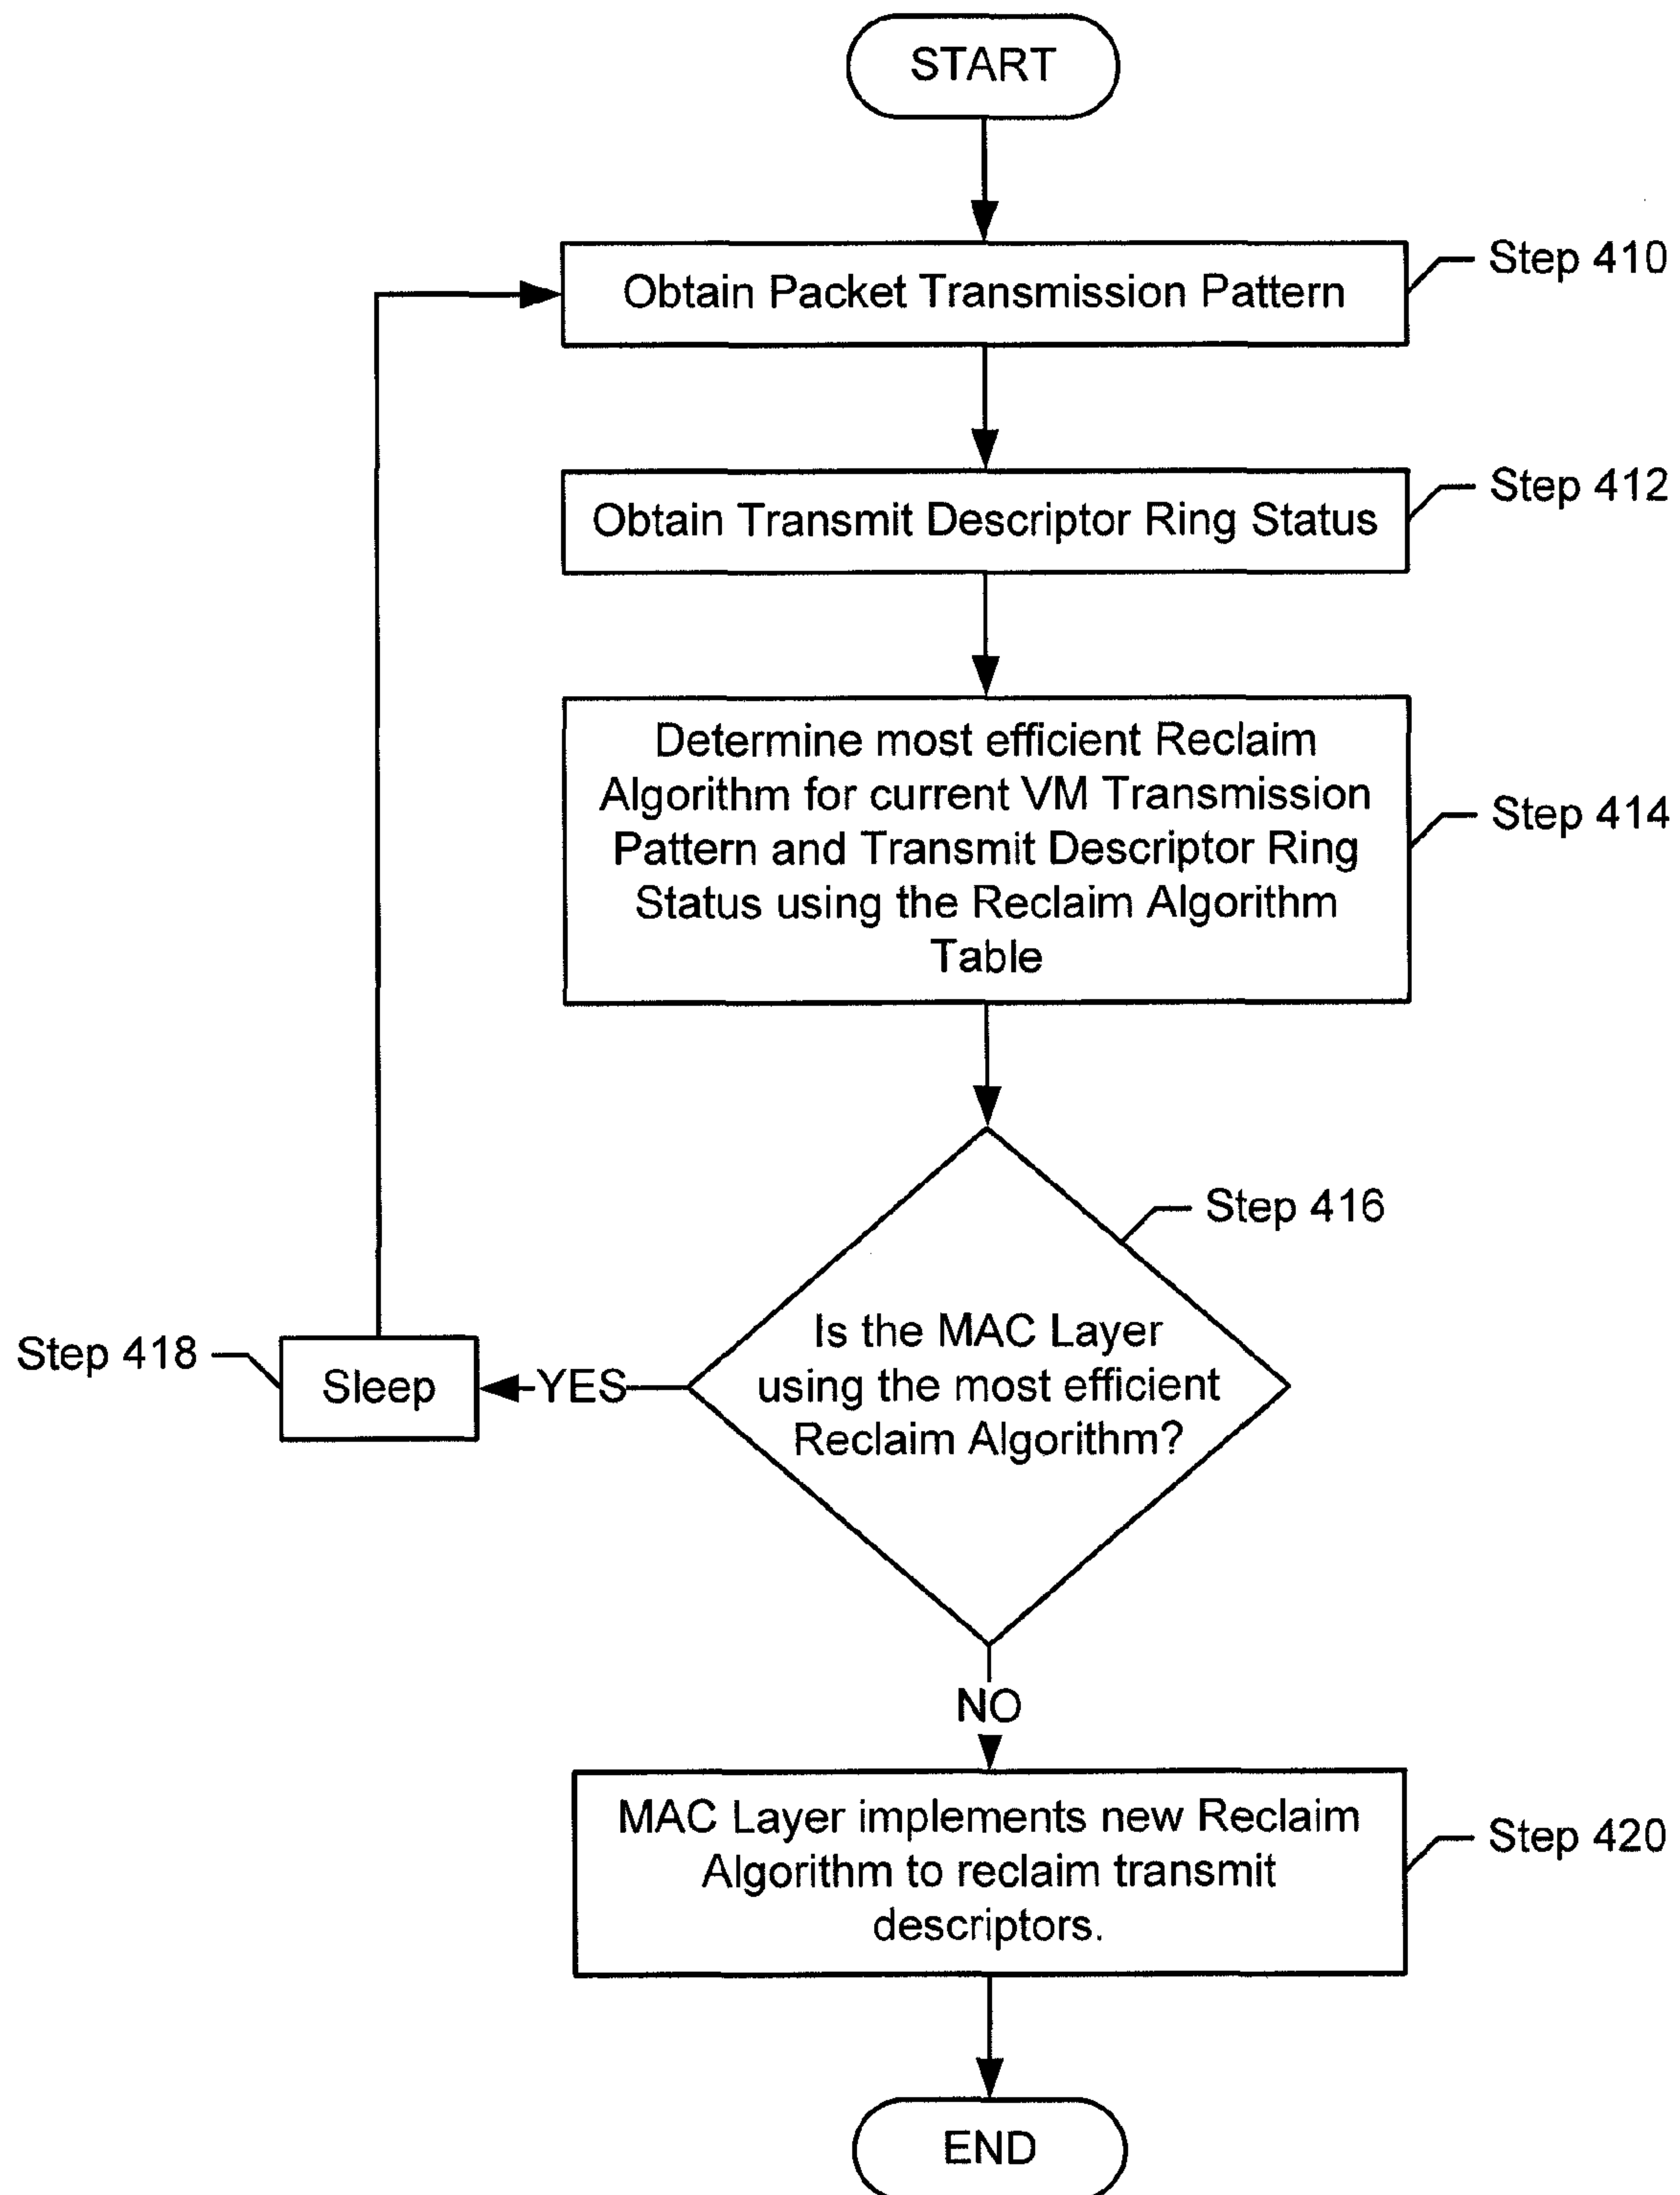 START
Obtain Packet Transmission Pattern
Step 410
Obtain Transmit Descriptor Ring Status
Step 412
Determine most efficient Reclaim
Algorithm for current VM Transmission
Pattern and Transmit Descriptor Ring
Status using the Reclaim Algorithm
Table
Step 414
Step 416
Is the MAC Layer
using the most efficient
Reclaim Algorithm?
YES
Step 418
Sleep
NO
MAC Layer implements new Reclaim
Algorithm to reclaim transmit
descriptors.
Step 420
END